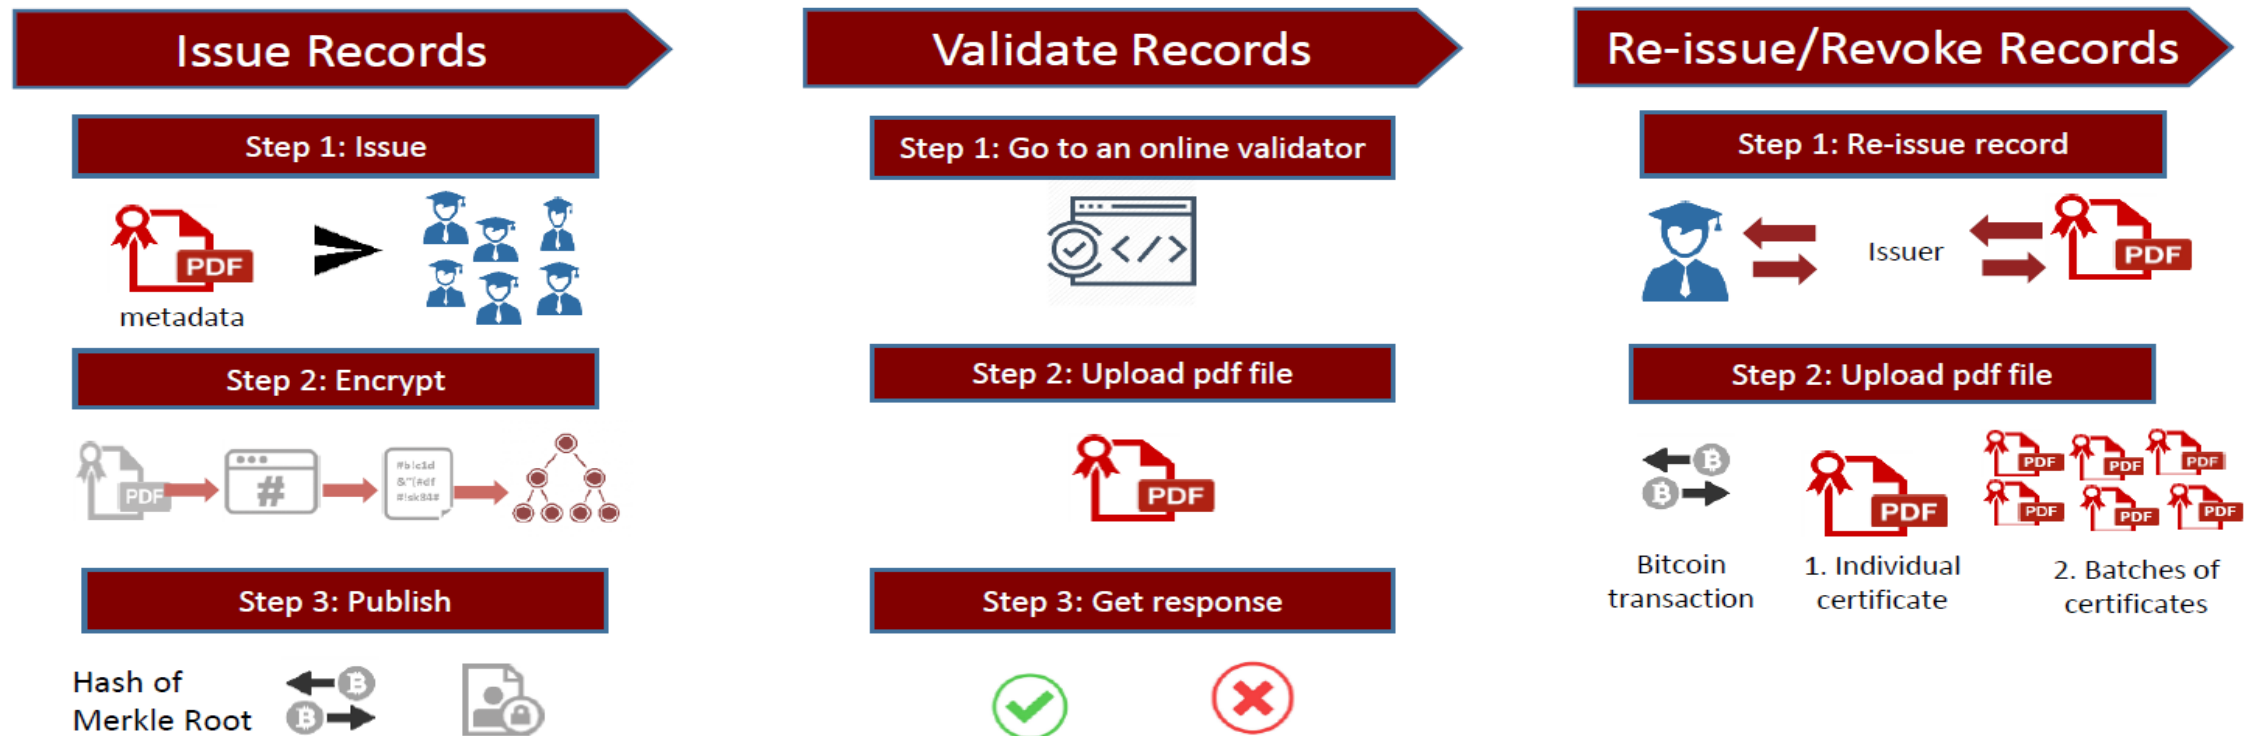 Issue Records
Step 1: Issue
PDF
metadata
Step 2: Encrypt
PDF
#
#b!c1d
&"(#df
#!sk84#
Step 3: Publish
Hash of
Merkle Root
Validate Records
Step 1: Go to an online validator
</>
Step 2: Upload pdf file
PDF
Step 3: Get response
Re-issue/Revoke Records
Step 1: Re-issue record
Issuer
PDF
Step 2: Upload pdf file
PDF
PDF
PDF
PDF
PDF
PDF
PDF
Bitcoin
transaction
1. Individual
certificate
2. Batches of
certificates